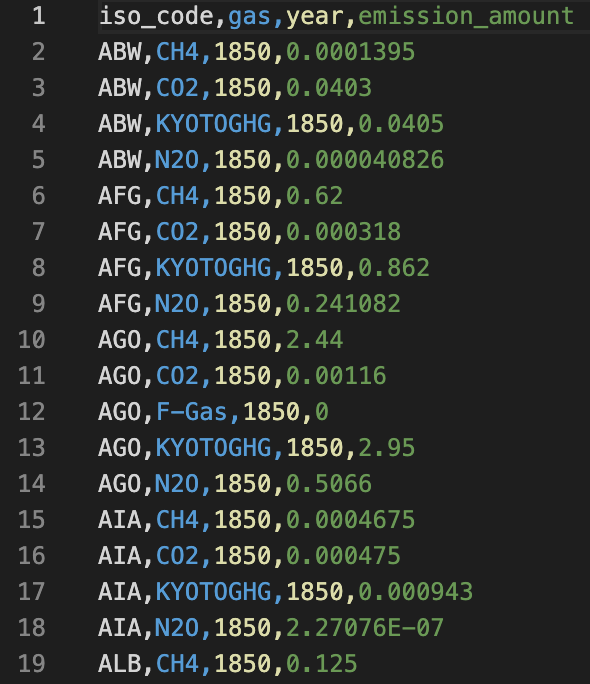 1 iso_code,gas,year,emission_amount
2 ABW,CH4,1850,0.0001395
3 ABW,CO2,1850,0.0403
4 ABW,KYOTOGHG,1850,0.0405
5 ABW,N2O,1850,0.000040826
6 AFG,CH4,1850,0.62
7 AFG,CO2,1850,0.000318
8 AFG,KYOTOGHG,1850,0.862
9 AFG,N2O,1850,0.241082
10 AGO,CH4,1850,2.44
11 AGO,CO2,1850,0.00116
12 AGO,F-Gas,1850,0
13 AGO,KYOTOGHG,1850,2.95
14 AGO,N2O,1850,0.5066
15 AIA,CH4,1850,0.0004675
16 AIA,CO2,1850,0.000475
17 AIA,KYOTOGHG,1850,0.000943
18 AIA,N2O,1850,2.27076E-07
19 ALB,CH4,1850,0.125